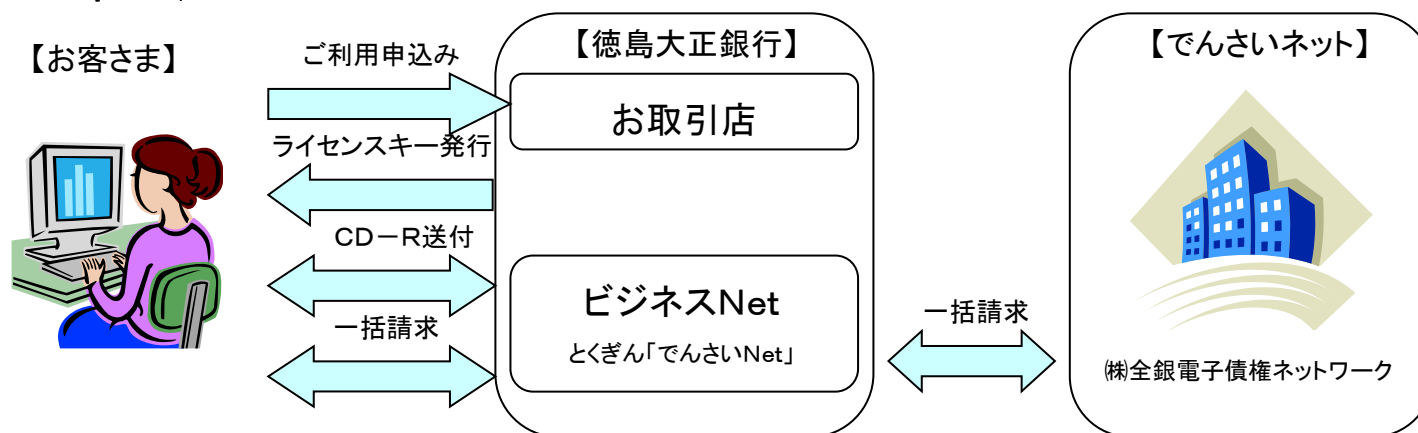 【お客さま】
ご利用申込み
ライセンスキー発行
CD－R送付
一括請求
【徳島大正銀行】
お取引店
ビジネスNet
とくぎん「でんさいNet」
一括請求
【でんさいネット】
㈱全銀電子債権ネットワーク